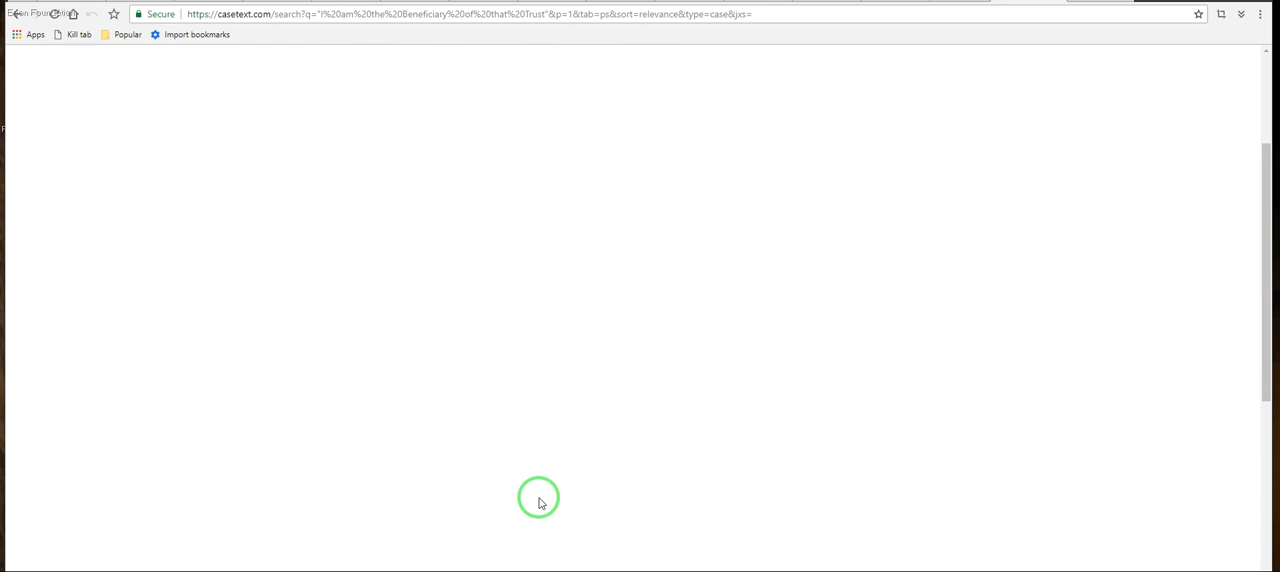 Secure https://casetext.com/search?q="I%20am%20the%20Beneficiary%20of%20that%20Trust"&p=1&tab=ps&sort=relevance&type=case&jxs=
Apps Kill tab Popular Import bookmarks
F